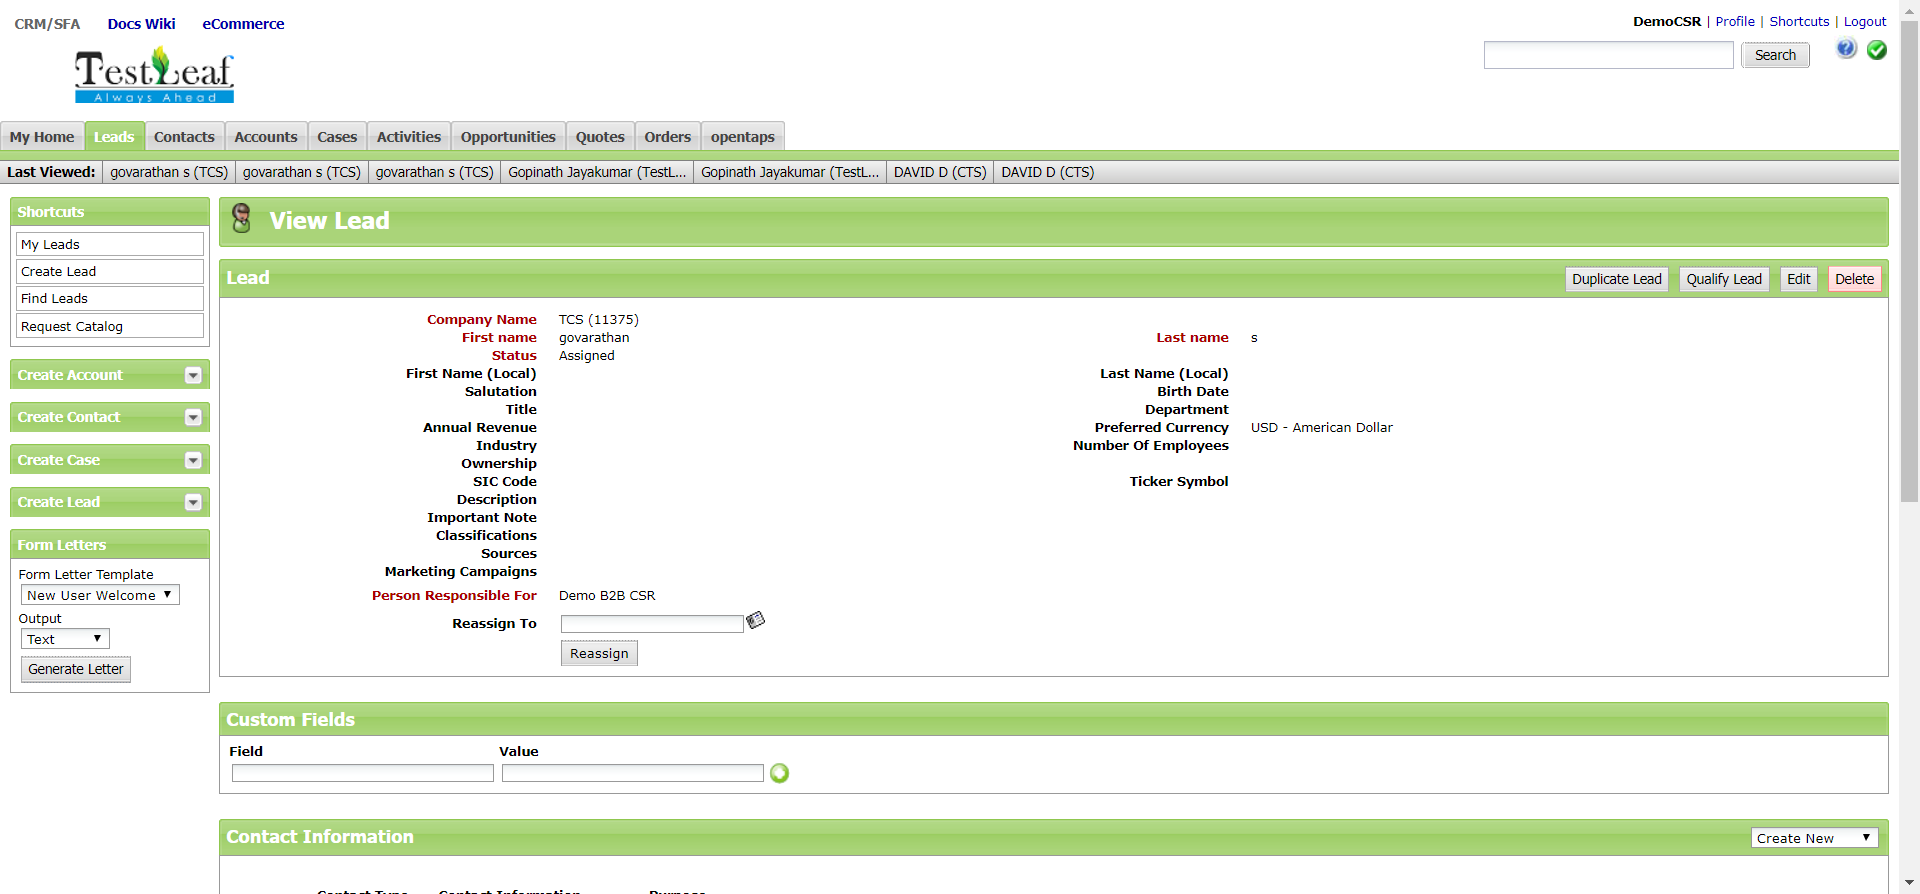 CRM/SFA Docs Wiki eCommerce
DemoCSR | Profile | Shortcuts | Logout
TestLeaf
Always Ahead
Search
My Home Leads Contacts Accounts Cases Activities Opportunities Quotes Orders opentaps
Last Viewed: govarathan s (TCS) govarathan s (TCS) govarathan s (TCS) Gopinath Jayakumar (TestL... Gopinath Jayakumar (TestL... DAVID D (CTS) DAVID D (CTS)
Shortcuts
My Leads
Create Lead
Find Leads
Request Catalog
Create Account
Create Contact
Create Case
Create Lead
Form Letters
Form Letter Template
New User Welcome
Output
Text
Generate Letter
View Lead
Lead
Duplicate Lead Qualify Lead Edit Delete
Company Name TCS (11375)
First name govarathan Last name s
Status Assigned
First Name (Local) Last Name (Local)
Salutation Birth Date
Title Department
Annual Revenue Preferred Currency USD - American Dollar
Industry Number Of Employees
Ownership
SIC Code Ticker Symbol
Description
Important Note
Classifications
Sources
Marketing Campaigns
Person Responsible For Demo B2B CSR
Reassign To
Reassign
Custom Fields
Field Value
Contact Information
Create New
Contact Type Contact Information Purpose